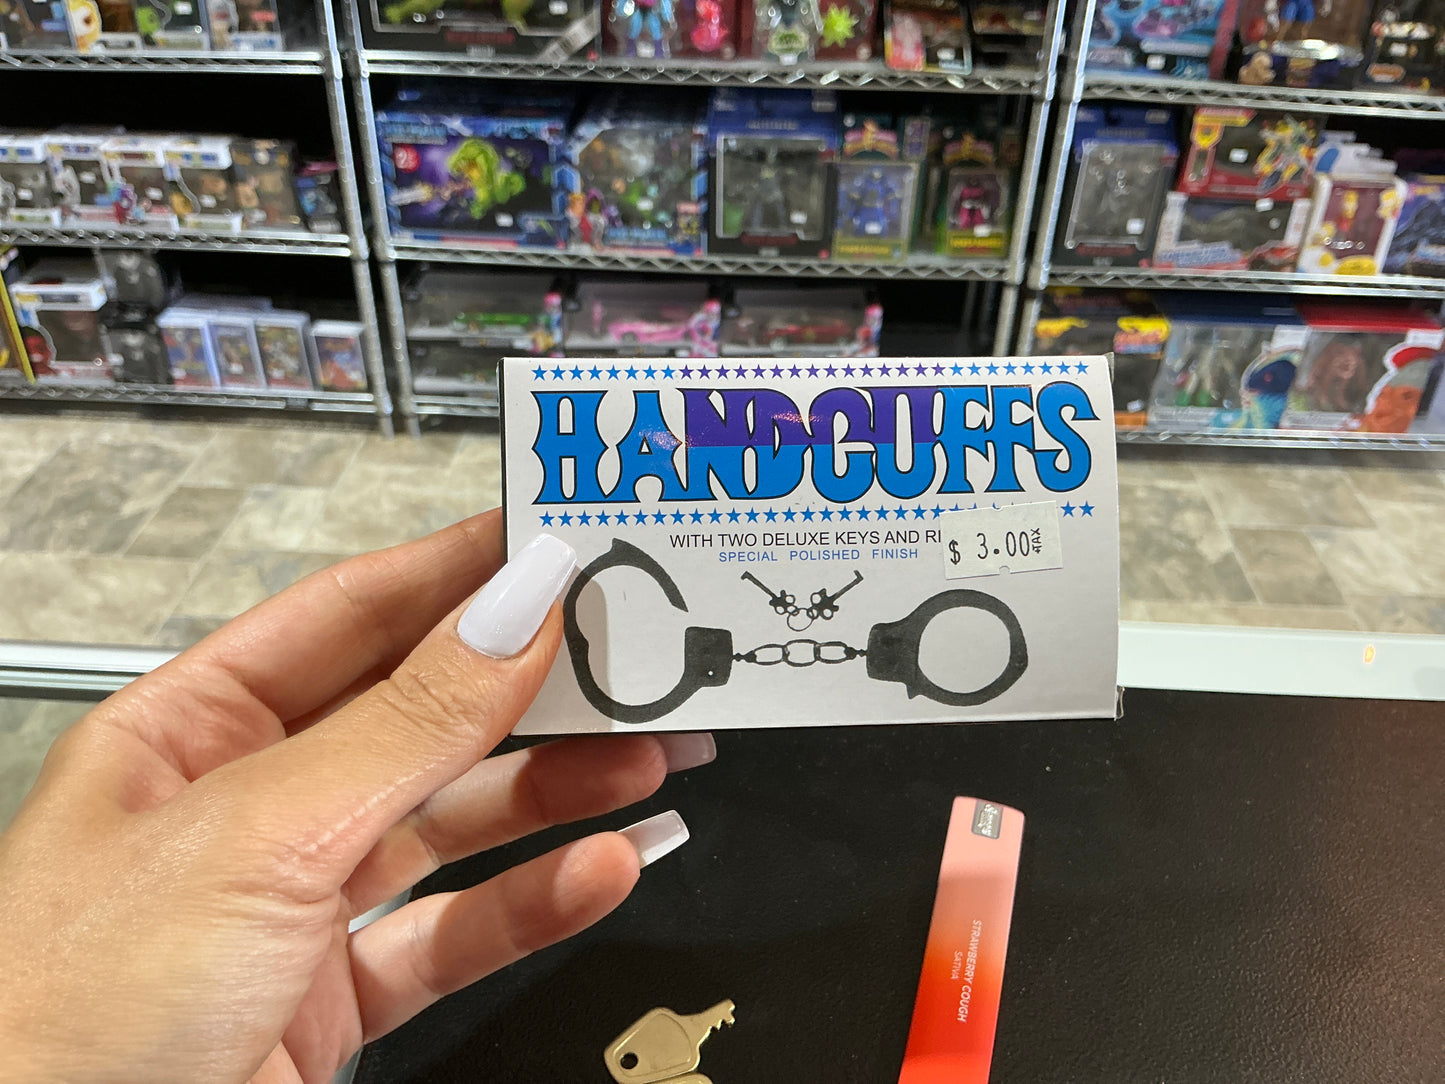 HANDCUFFS
WITH TWO DELUXE KEYS AND RI
SPECIAL POLISHED FINISH
$ 3.00 +TAX
STRAWBERRY COUGH
SATIVA